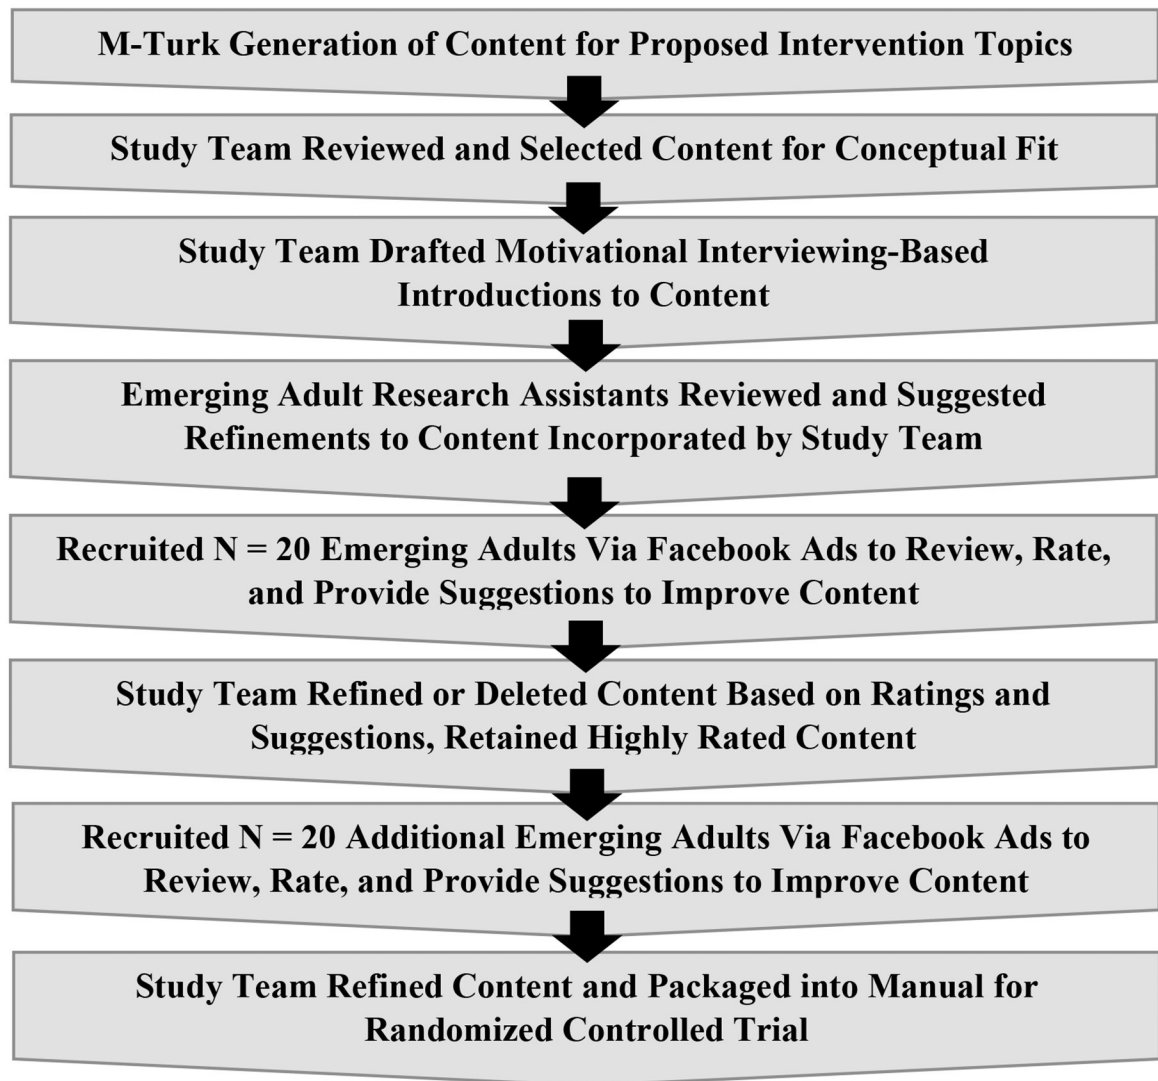 M-Turk Generation of Content for Proposed Intervention Topics
Study Team Reviewed and Selected Content for Conceptual Fit
Study Team Drafted Motivational Interviewing-Based
Introductions to Content
Emerging Adult Research Assistants Reviewed and Suggested
Refinements to Content Incorporated by Study Team
Recruited N = 20 Emerging Adults Via Facebook Ads to Review, Rate,
and Provide Suggestions to Improve Content
Study Team Refined or Deleted Content Based on Ratings and
Suggestions, Retained Highly Rated Content
Recruited N = 20 Additional Emerging Adults Via Facebook Ads to
Review, Rate, and Provide Suggestions to Improve Content
Study Team Refined Content and Packaged into Manual for
Randomized Controlled Trial